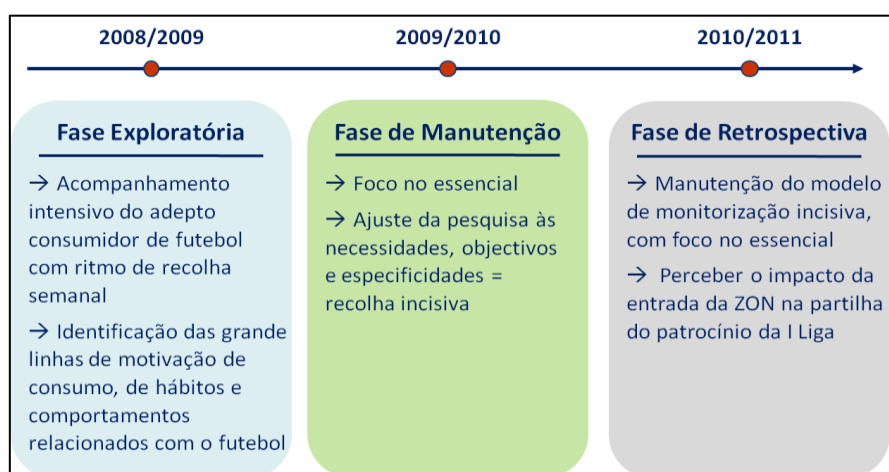 2008/2009
2009/2010
2010/2011
Fase Exploratória
→ Acompanhamento
intensivo do adepto
consumidor de futebol
com ritmo de recolha
semanal
→ Identificação das grande
linhas de motivação de
consumo, de hábitos e
comportamentos
relacionados com o futebol
Fase de Manutenção
→ Foco no essencial
→ Ajuste da pesquisa às
necessidades, objectivos
e especificidades =
recolha incisiva
Fase de Retrospectiva
→ Manutenção do modelo
de monitorização incisiva,
com foco no essencial
→ Perceber o impacto da
entrada da ZON na partilha
do patrocínio da I Liga